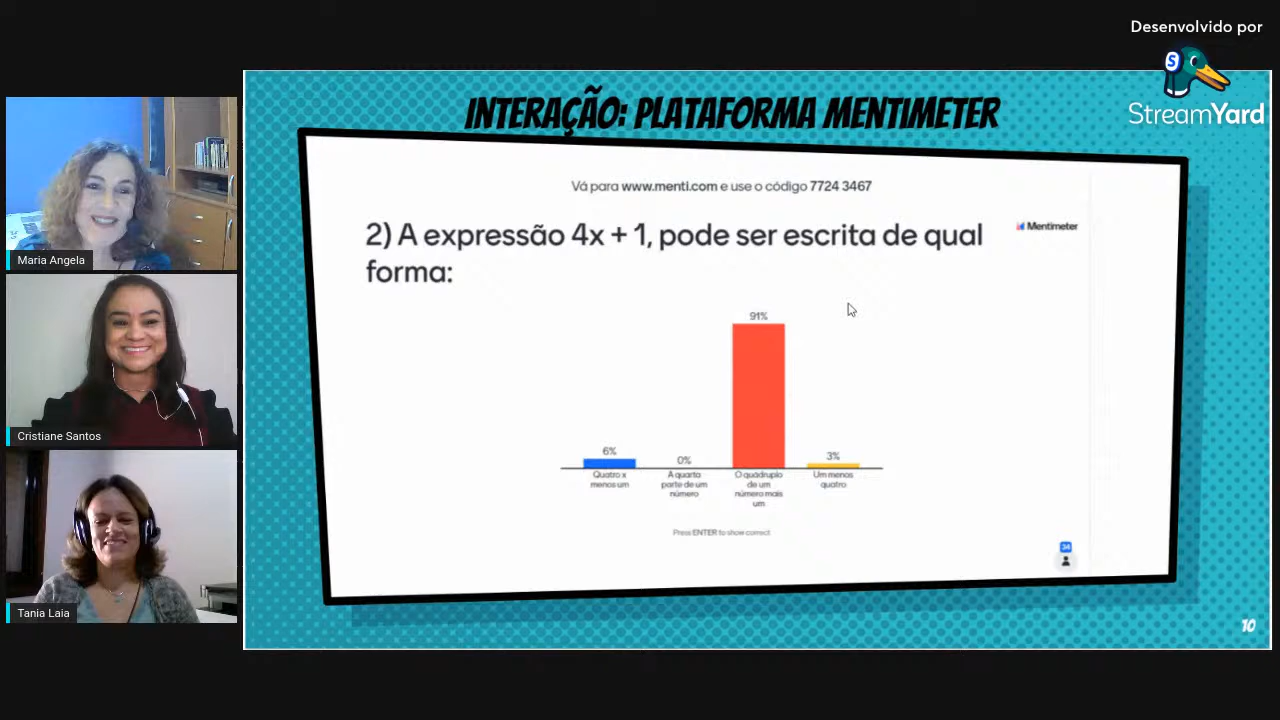 Desenvolvido por
StreamYard
INTERAÇÃO: PLATAFORMA MENTIMETER
Vá para www.menti.com e use o código 7724 3467
2) A expressão 4x + 1, pode ser escrita de qual
forma:
Mentimeter
91%
6%
0%
3%
Quatro x
menos um
A quarta
parte de um
número
O quádruplo
de um
número mais
um
Um menos
quatro
Press ENTER to show correct
34
10
Maria Angela
Cristiane Santos
Tania Laia